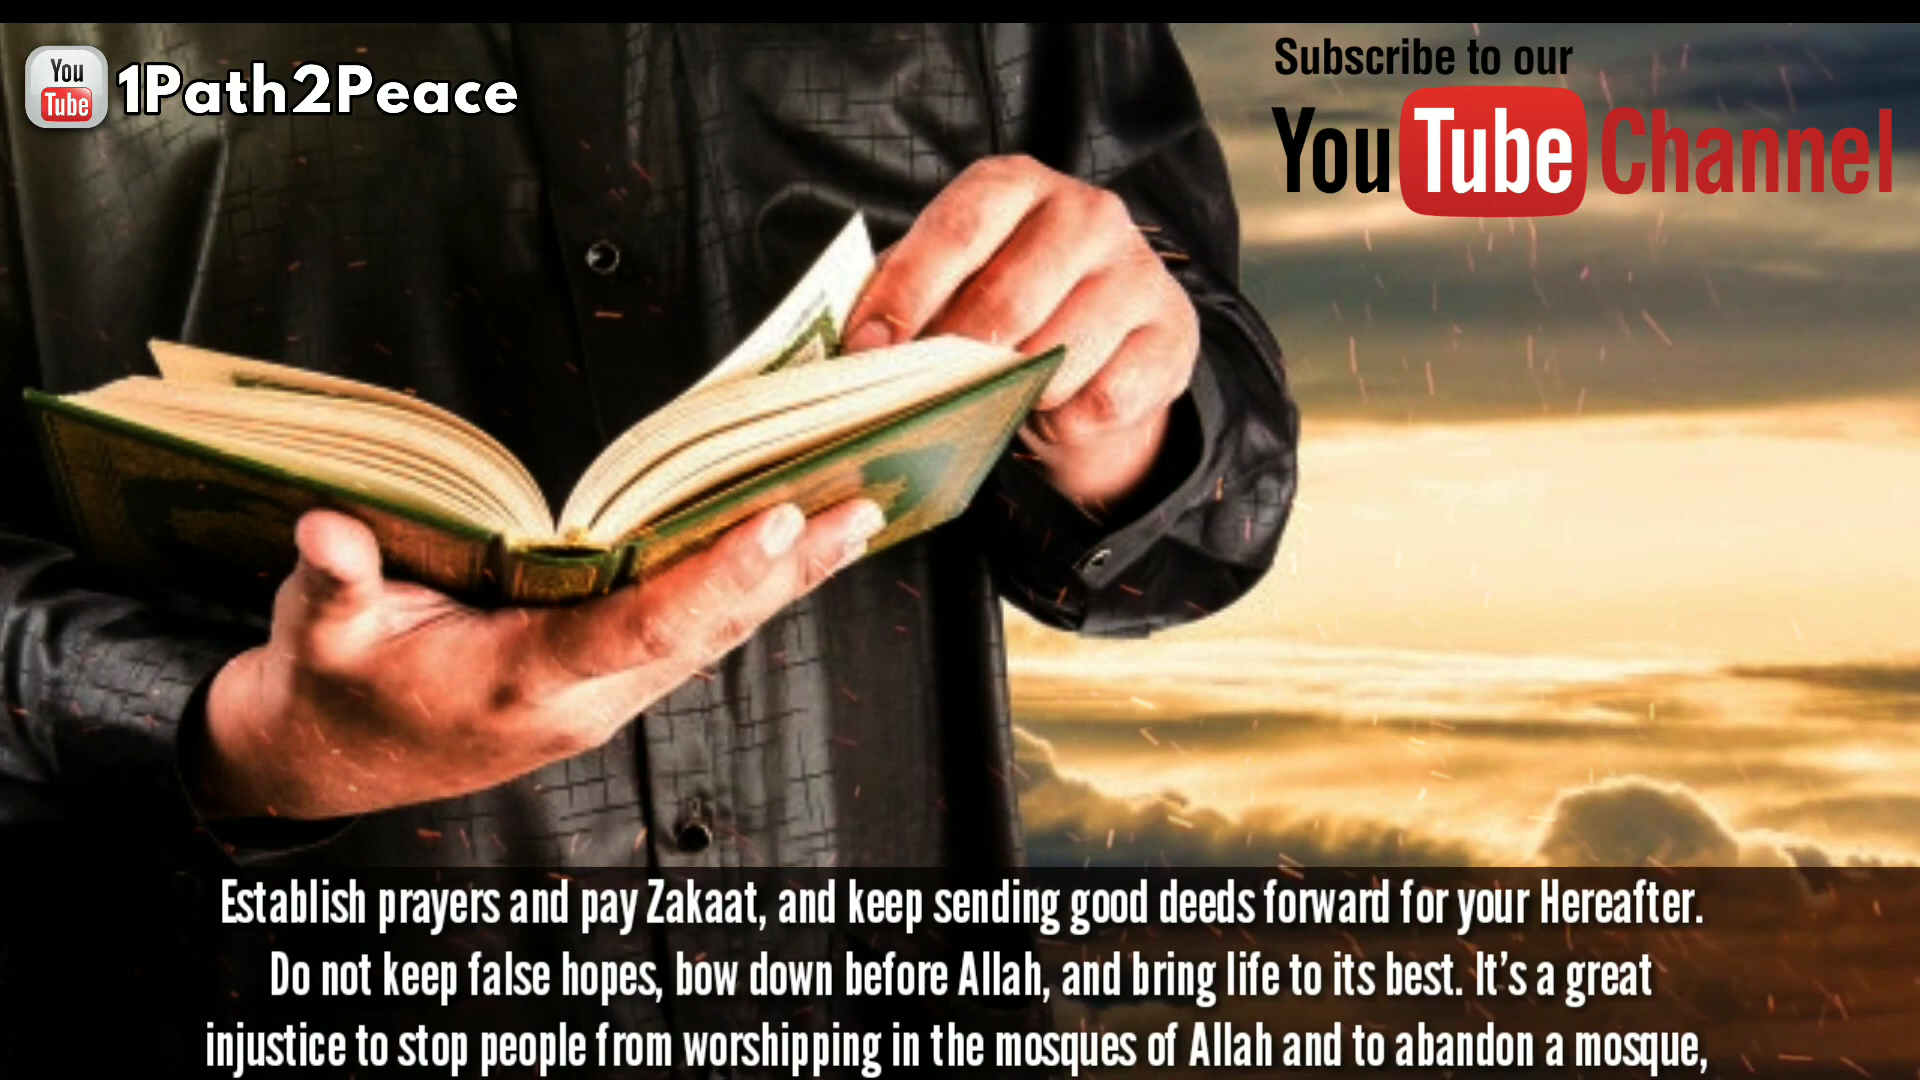 You
Tube
1Path2Peace
Subscribe to our
YouTube Channel
Establish prayers and pay Zakaat, and keep sending good deeds forward for your Hereafter.
Do not keep false hopes, bow down before Allah, and bring life to its best. It’s a great
injustice to stop people from worshipping in the mosques of Allah and to abandon a mosque,